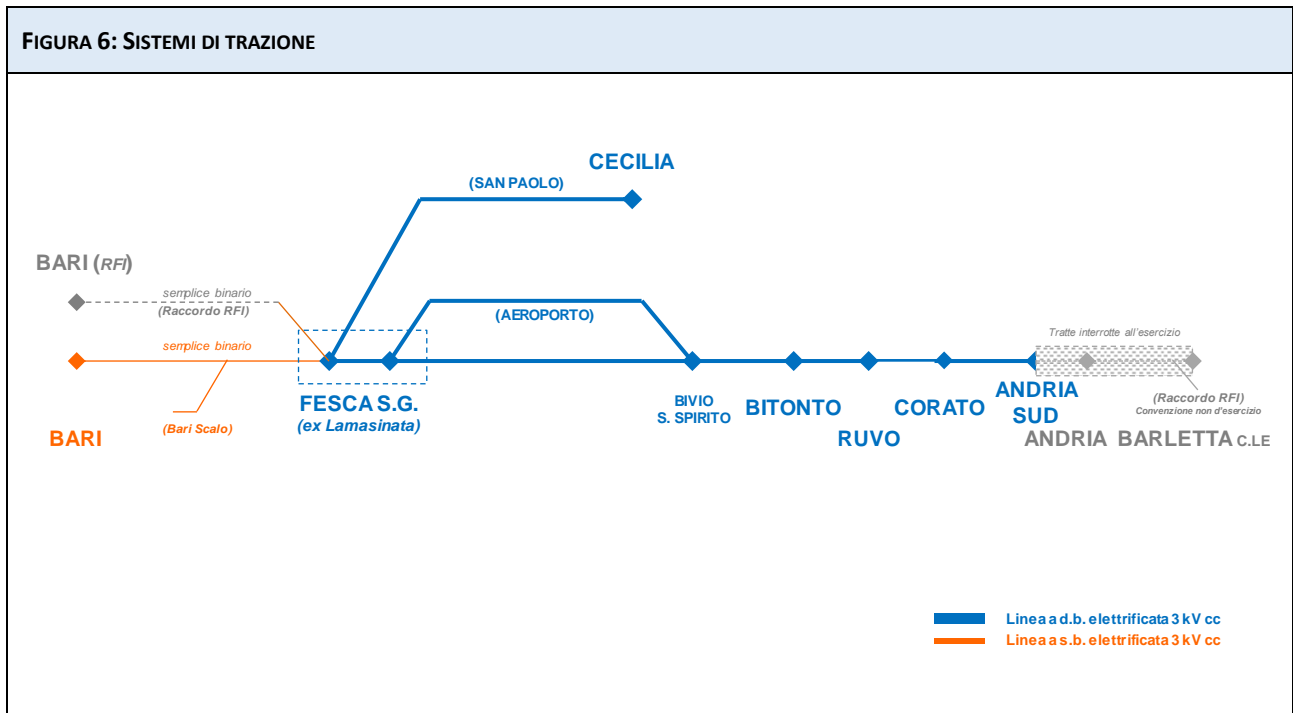 FIGURA 6: SISTEMI DI TRAZIONE
CECILIA
(SAN PAOLO)
BARI (RFI)
semplice binario
(Raccordo RFI)
(AEROPORTO)
Tratte interrotte all'esercizio
semplice binario
(Bari Scalo)
BARI
FESCA S.G.
(ex Lamasinata)
BIVIO
S. SPIRITO
BITONTO
RUVO
CORATO
ANDRIA
SUD
(Raccordo RFI)
Convenzione non d'esercizio
ANDRIA
BARLETTA C.LE
Linea a d.b. elettrificata 3 kV cc
Linea a s.b. elettrificata 3 kV cc